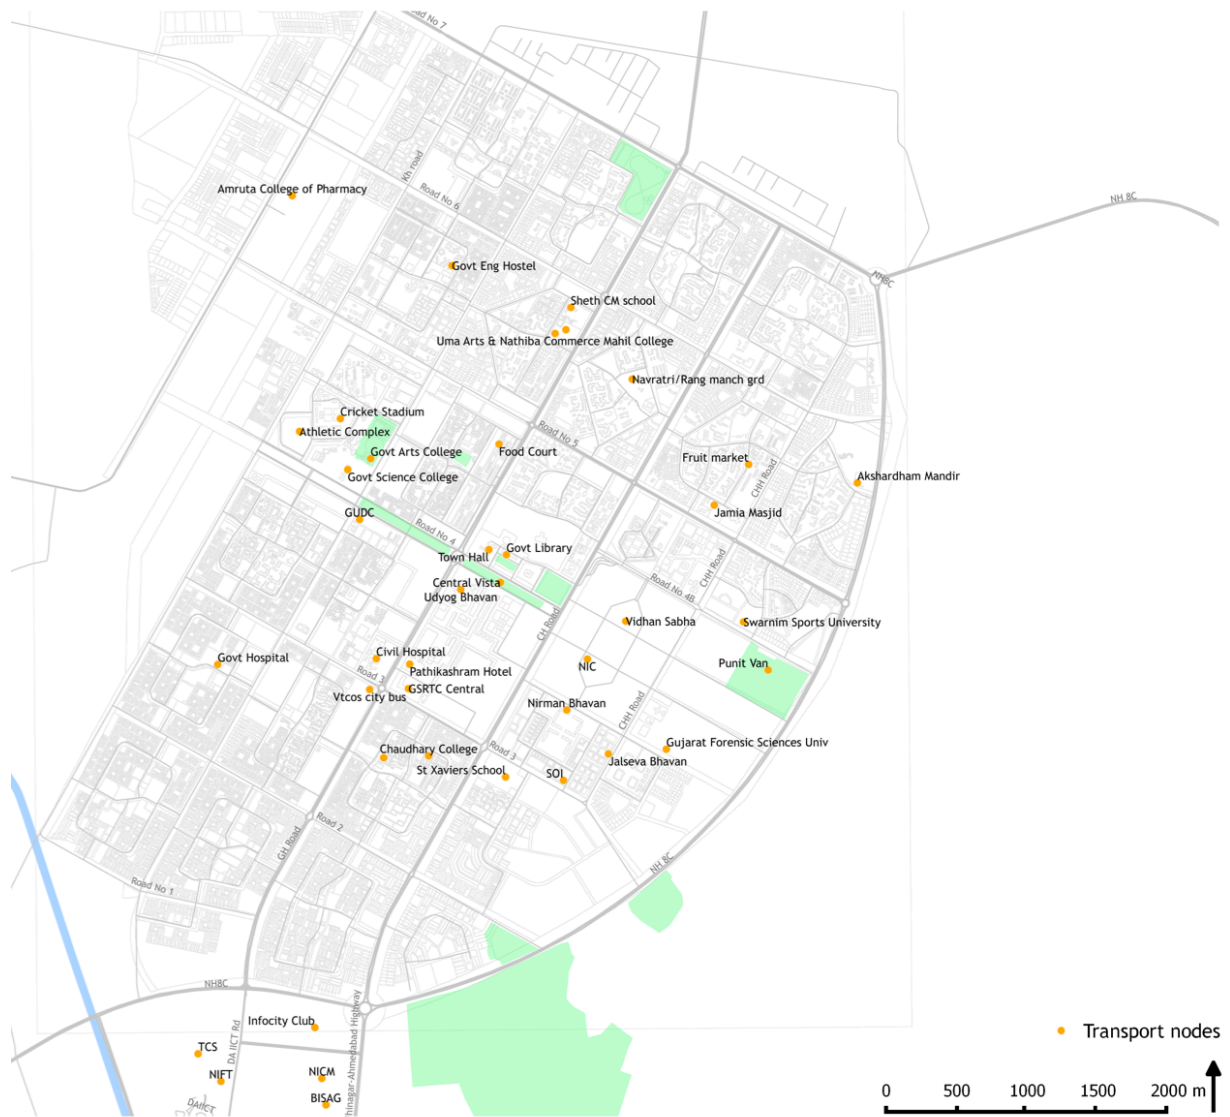 ad No 7
Kh road
Amruta College of Pharmacy
Road No 6
NH 8C
Govt Eng Hostel
NH8C
Sheth CM school
Uma Arts & Nathiba Commerce Mahil College
Navratri/Rang manch grd
Cricket Stadium
Athletic Complex
Road No 5
Govt Arts College
Food Court
Fruit market
CHH Road
Govt Science College
Akshardham Mandir
GUDC
Jamia Masjid
Road No 4
Town Hall
Govt Library
CHH Road
Central Vista
Udyog Bhavan
Road No 4B
CH Road
Vidhan Sabha
Swarnim Sports University
Govt Hospital
Civil Hospital
Pathikashram Hotel
NIC
Punit Van
Road 3
GSRTC Central
Vtcos city bus
Nirman Bhavan
CHH Road
Chaudhary College
Road 3
Gujarat Forensic Sciences Univ
St Xaviers School
SOI
Jalseva Bhavan
Road 2
GH Road
NH 8C
Road No 1
NH8C
Infocity Club
hinagar-Ahmedabad Highway
DA IICT Rd
TCS
NIFT
NICM
BISAG
DAIICT
Transport nodes
0 500 1000 1500 2000 m